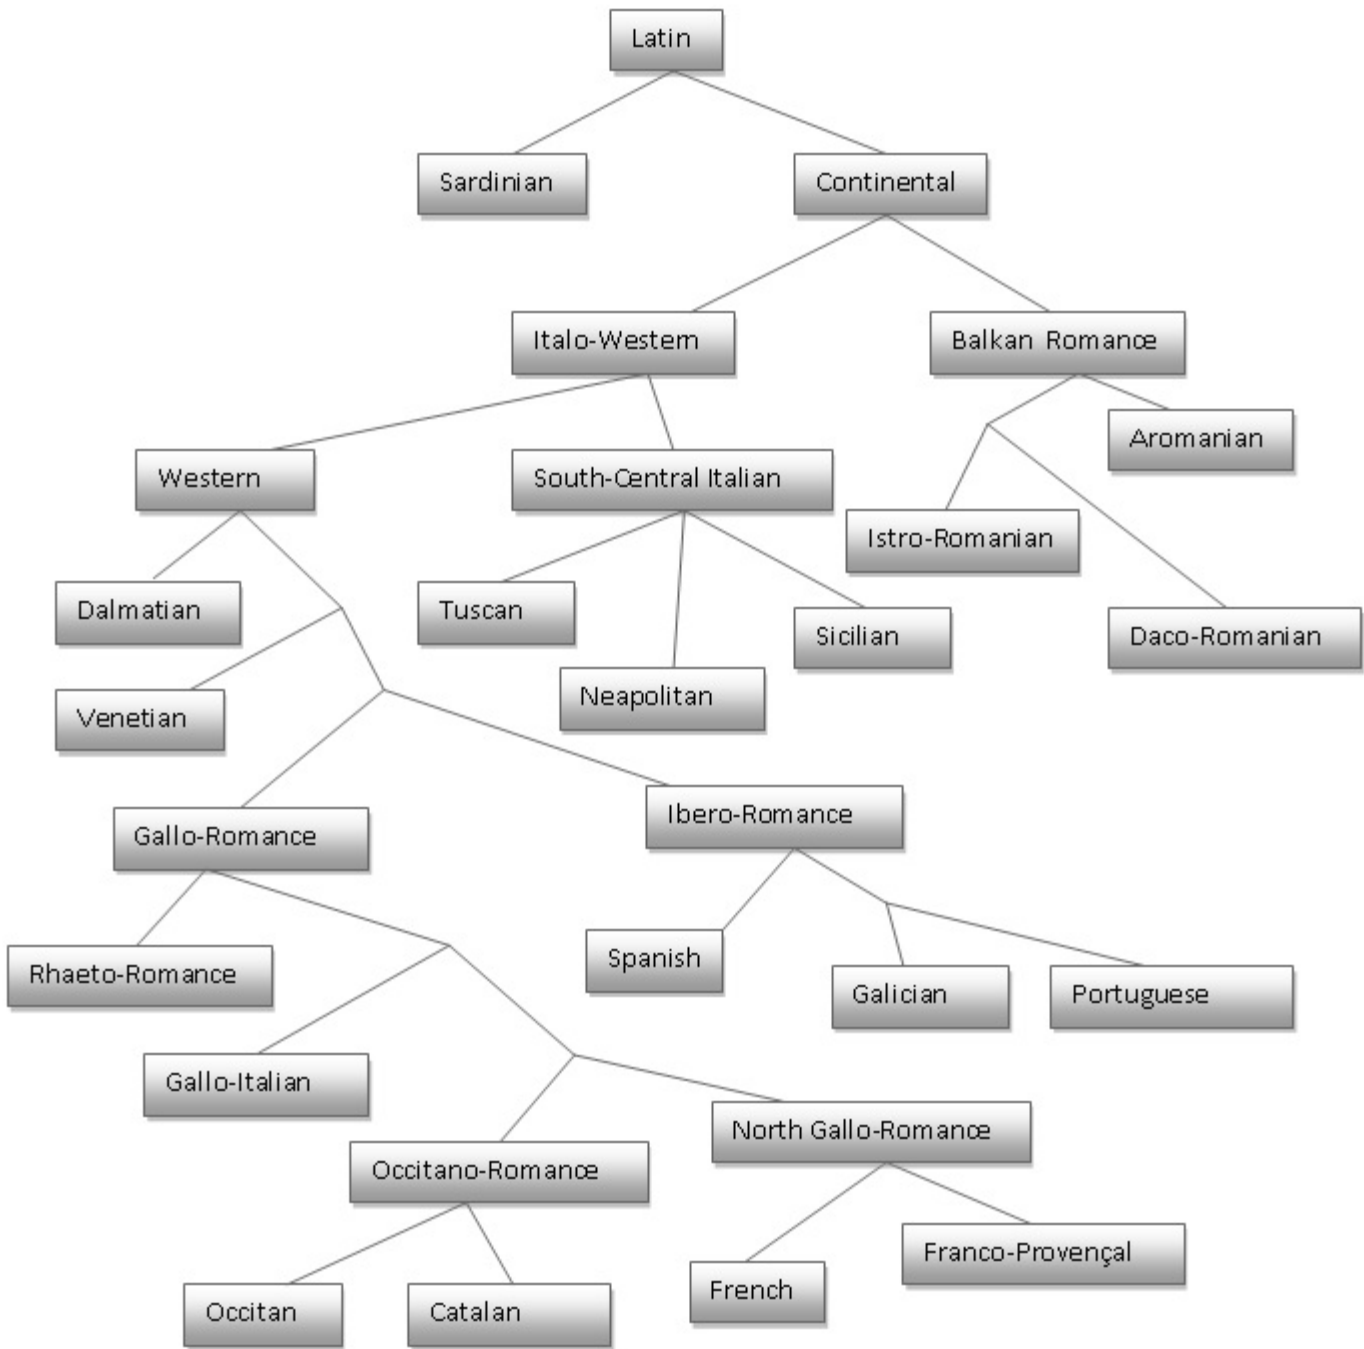 Latin
Sardinian
Continental
Italo-Western
Balkan Romance
Aromanian
Western
South-Central Italian
Istro-Romanian
Dalmatian
Tuscan
Sicilian
Daco-Romanian
Neapolitan
Venetian
Ibero-Romance
Gallo-Romance
Spanish
Rhaeto-Romance
Galician
Portuguese
Gallo-Italian
North Gallo-Romance
Occitano-Romance
Franco-Provençal
French
Occitan
Catalan